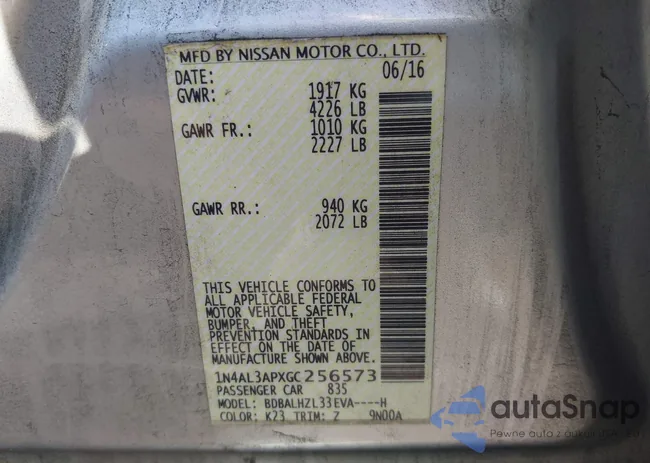 MFD BY NISSAN MOTOR CO., LTD.
DATE: 06/16
GVWR: 1917 KG
4226 LB
GAWR FR.: 1010 KG
2227 LB
GAWR RR.: 940 KG
2072 LB
THIS VEHICLE CONFORMS TO
ALL APPLICABLE FEDERAL
MOTOR VEHICLE SAFETY,
BUMPER, AND THEFT
PREVENTION STANDARDS IN
EFFECT ON THE DATE OF
MANUFACTURE SHOWN ABOVE.
1N4AL3APXGC256573
PASSENGER CAR 835
MODEL: BDBALHZL33EVA----H
COLOR: K23 TRIM: Z 9N00A
autoSnap
Pewne auto z aukcji